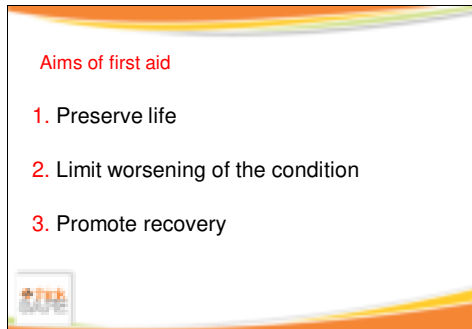 Aims of first aid
1. Preserve life
2. Limit worsening of the condition
3. Promote recovery